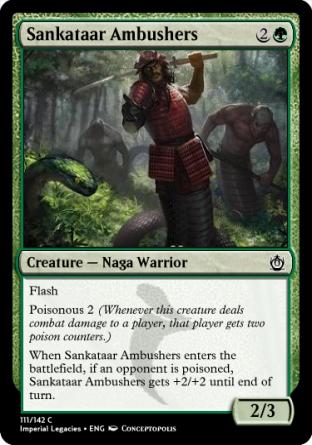 Sankataar Ambushers 2
Creature — Naga Warrior
Flash
Poisonous 2 (Whenever this creature deals
combat damage to a player, that player gets two
poison counters.)
When Sankataar Ambushers enters the
battlefield, if an opponent is poisoned,
Sankataar Ambushers gets +2/+2 until end of
turn.
2/3
111/142 C
Imperial Legacies • ENG Conceptopolis